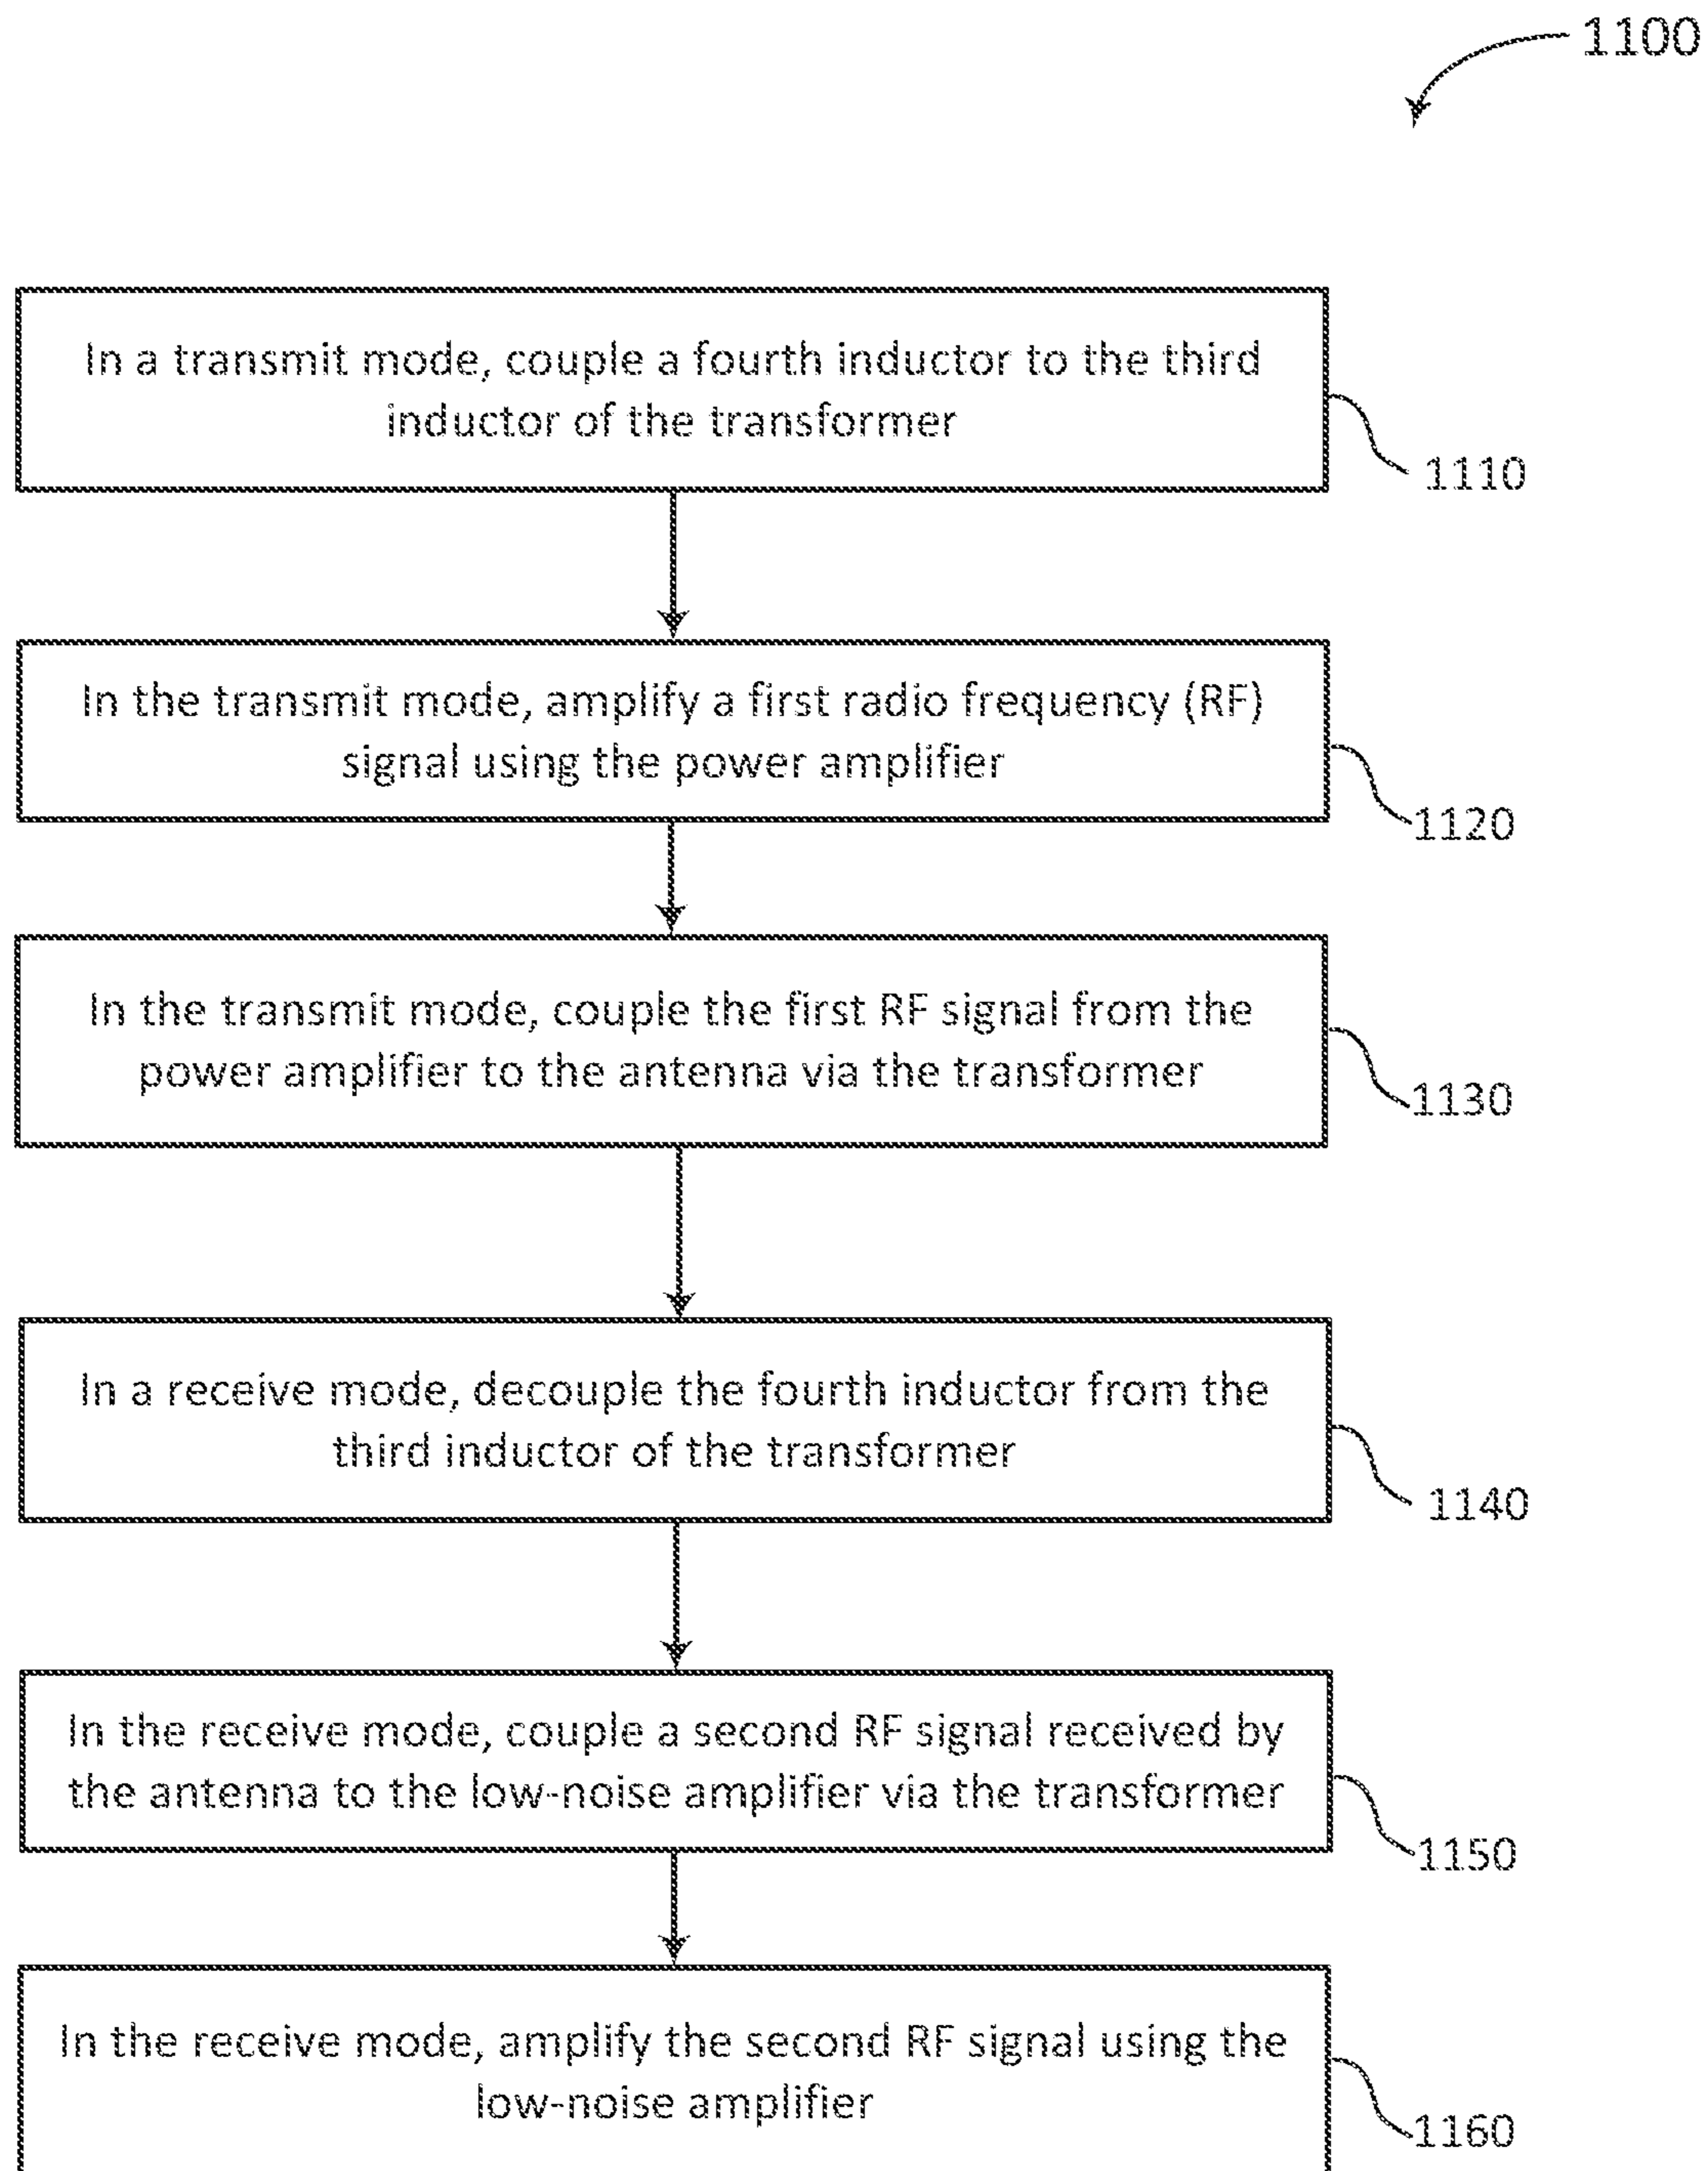 1100
In a transmit mode, couple a fourth inductor to the third
inductor of the transformer
1110
In the transmit mode, amplify a first radio frequency (RF)
signal using the power amplifier
1120
In the transmit mode, couple the first RF signal from the
power amplifier to the antenna via the transformer
1130
In a receive mode, decouple the fourth inductor from the
third inductor of the transformer
1140
In the receive mode, couple a second RF signal received by
the antenna to the low-noise amplifier via the transformer
1150
In the receive mode, amplify the second RF signal using the
low-noise amplifier
1160